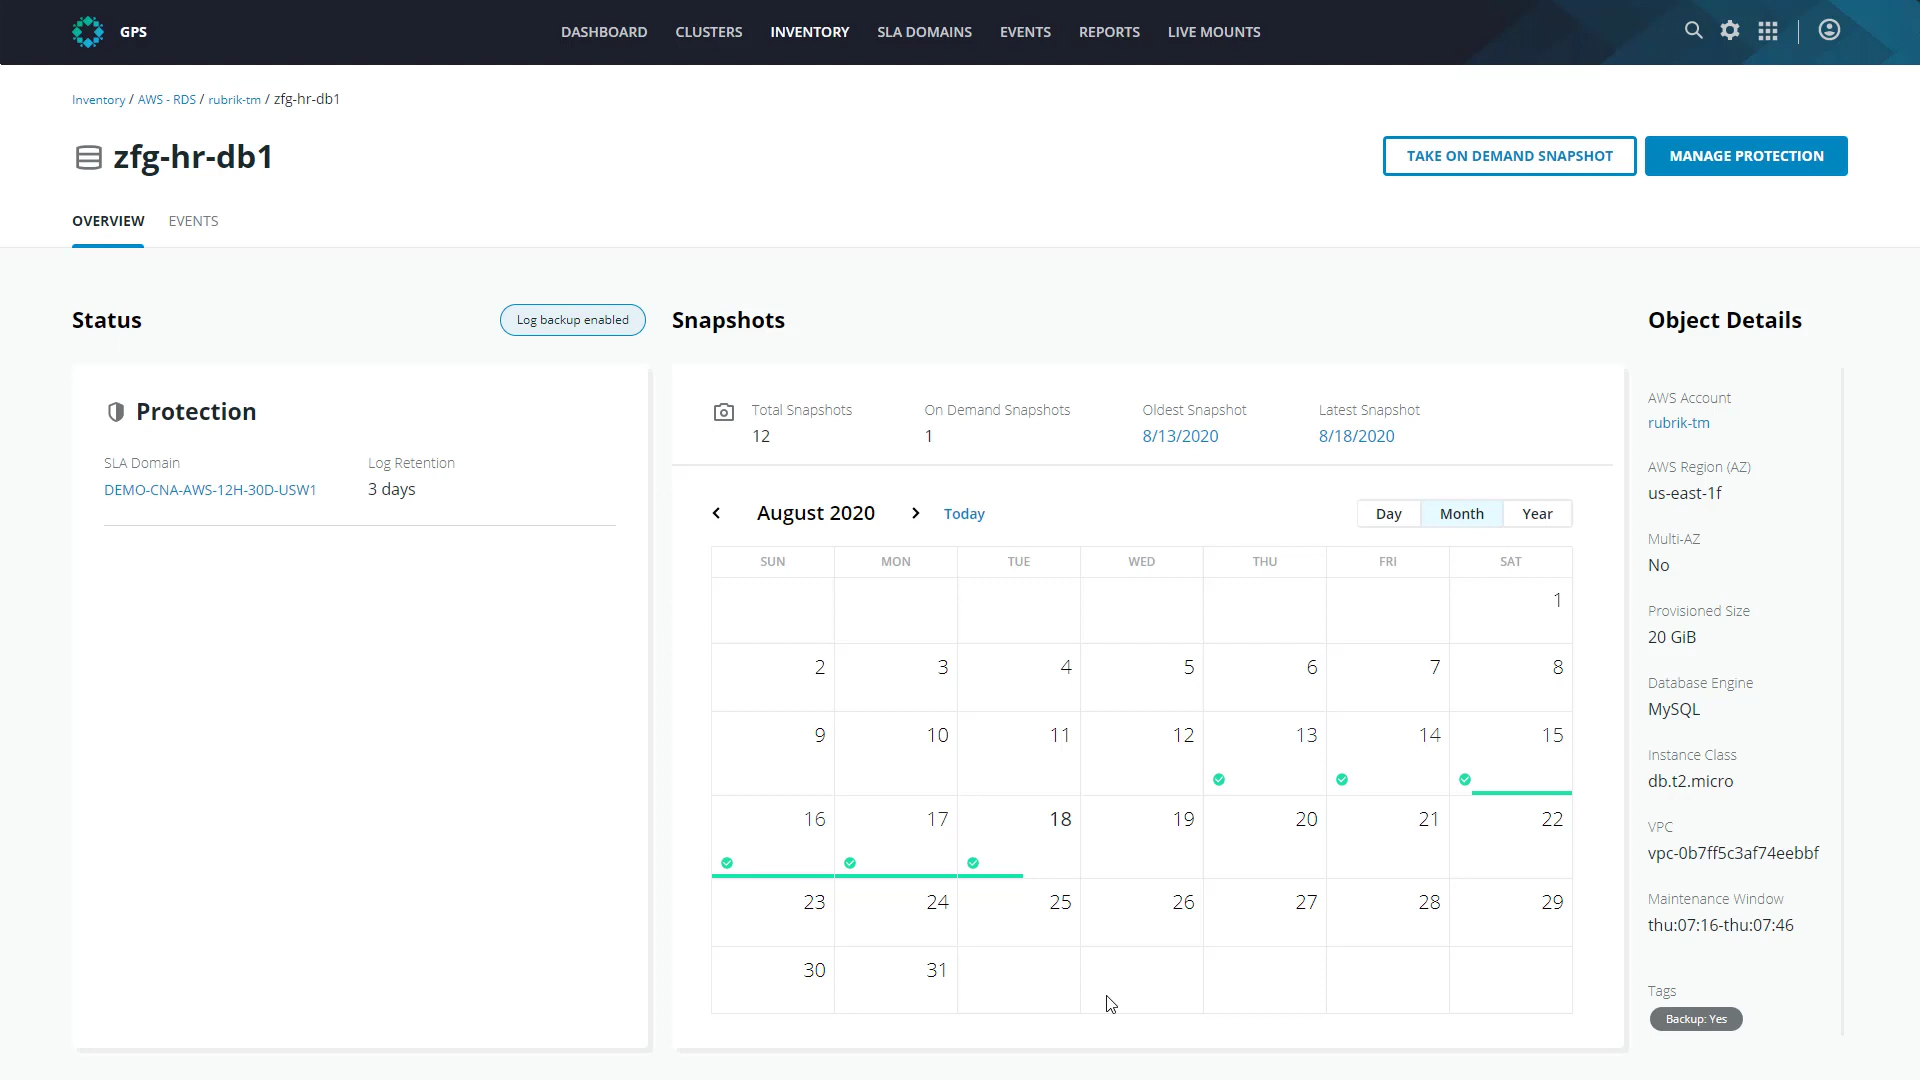 GPS
DASHBOARD CLUSTERS INVENTORY SLA DOMAINS EVENTS REPORTS LIVE MOUNTS
Inventory / AWS - RDS / rubrik-tm / zfg-hr-db1
zfg-hr-db1
TAKE ON DEMAND SNAPSHOT MANAGE PROTECTION
OVERVIEW EVENTS
Status
Log backup enabled
Protection
SLA Domain Log Retention
DEMO-CNA-AWS-12H-30D-USW1 3 days
Snapshots
Total Snapshots On Demand Snapshots Oldest Snapshot Latest Snapshot
12 1 8/13/2020 8/18/2020
August 2020 Today Day Month Year
SUN MON TUE WED THU FRI SAT
1
2 3 4 5 6 7 8
9 10 11 12 13 14 15
16 17 18 19 20 21 22
23 24 25 26 27 28 29
30 31
Object Details
AWS Account
rubrik-tm
AWS Region (AZ)
us-east-1f
Multi-AZ
No
Provisioned Size
20 GiB
Database Engine
MySQL
Instance Class
db.t2.micro
VPC
vpc-0b7ff5c3af74eebbf
Maintenance Window
thu:07:16-thu:07:46
Tags
Backup: Yes